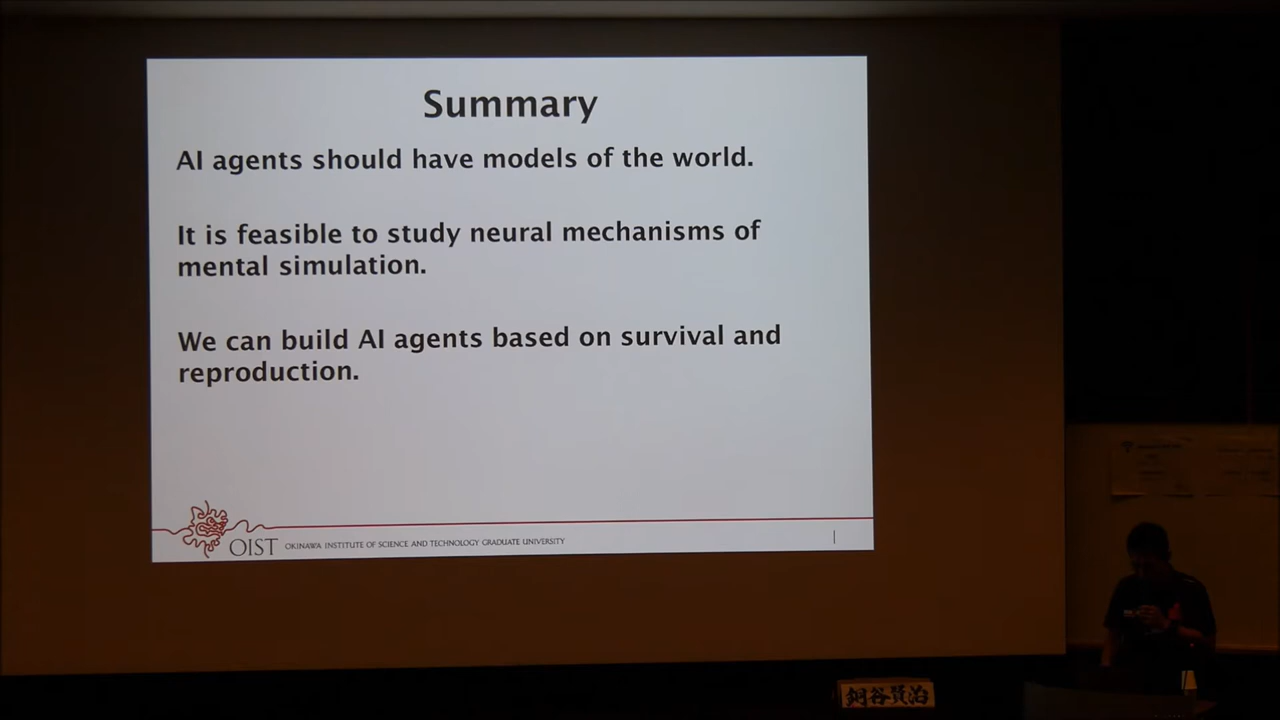 Summary
AI agents should have models of the world.
It is feasible to study neural mechanisms of
mental simulation.
We can build AI agents based on survival and
reproduction.
OIST OKINAWA INSTITUTE OF SCIENCE AND TECHNOLOGY GRADUATE UNIVERSITY
銅谷賢治